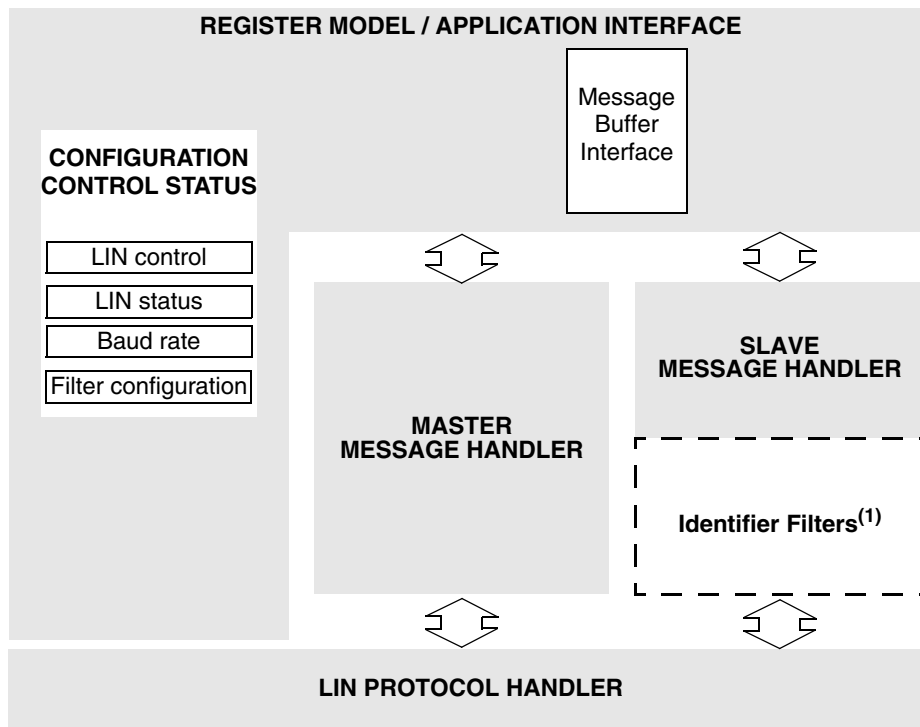 REGISTER MODEL / APPLICATION INTERFACE
Message
Buffer
Interface
CONFIGURATION
CONTROL STATUS
LIN control
LIN status
Baud rate
Filter configuration
MASTER
MESSAGE HANDLER
SLAVE
MESSAGE HANDLER
Identifier Filters(1)
LIN PROTOCOL HANDLER